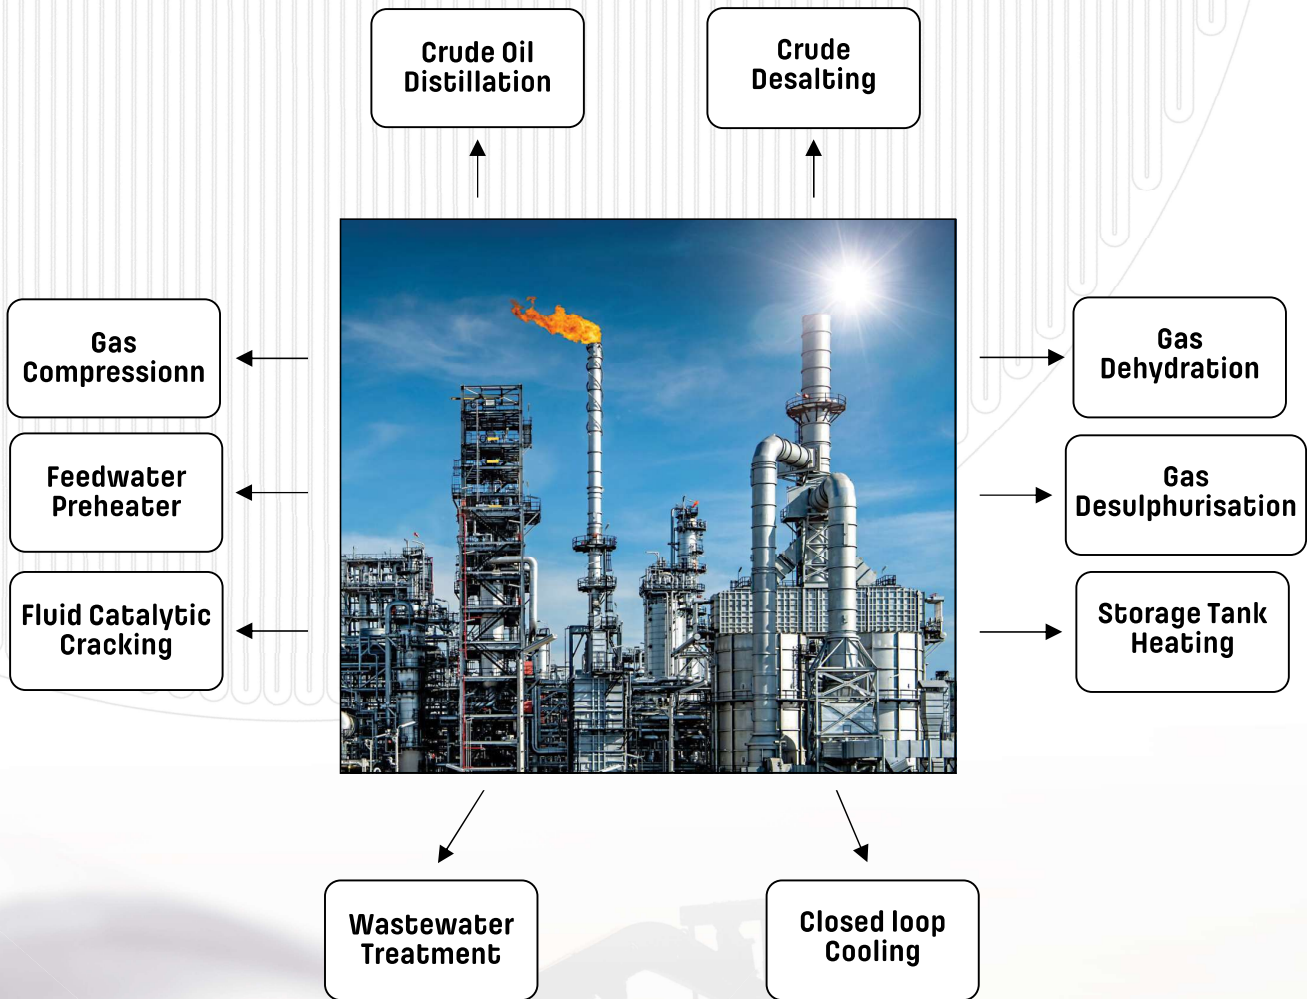 Crude Oil
Distillation
Crude
Desalting
Gas
Compressionn
Gas
Dehydration
Feedwater
Preheater
Gas
Desulphurisation
Fluid Catalytic
Cracking
Storage Tank
Heating
Wastewater
Treatment
Closed loop
Cooling